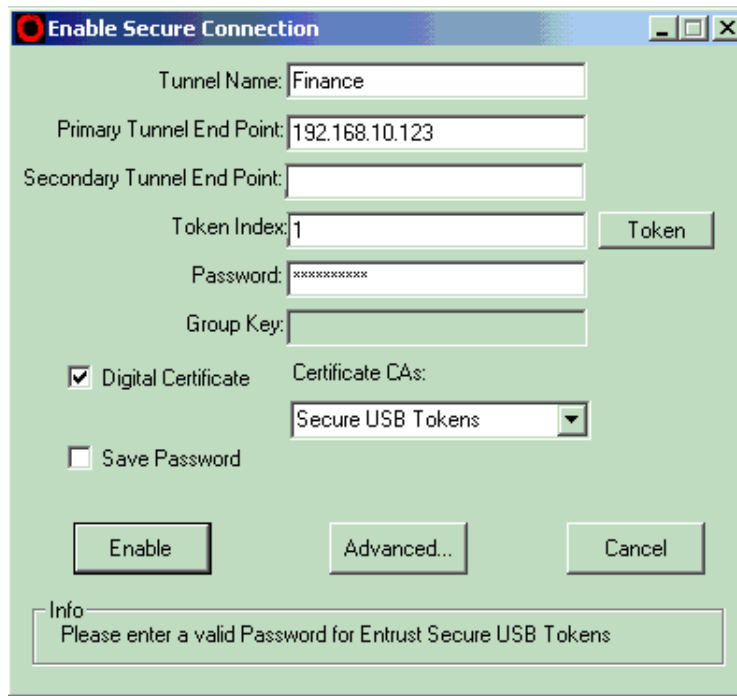 Enable Secure Connection
Tunnel Name: Finance
Primary Tunnel End Point: 192.168.10.123
Secondary Tunnel End Point:
Token Index: 1 Token
Password: **********
Group Key:
Digital Certificate Certificate CAs:
Secure USB Tokens
Save Password
Enable Advanced... Cancel
Info
Please enter a valid Password for Entrust Secure USB Tokens